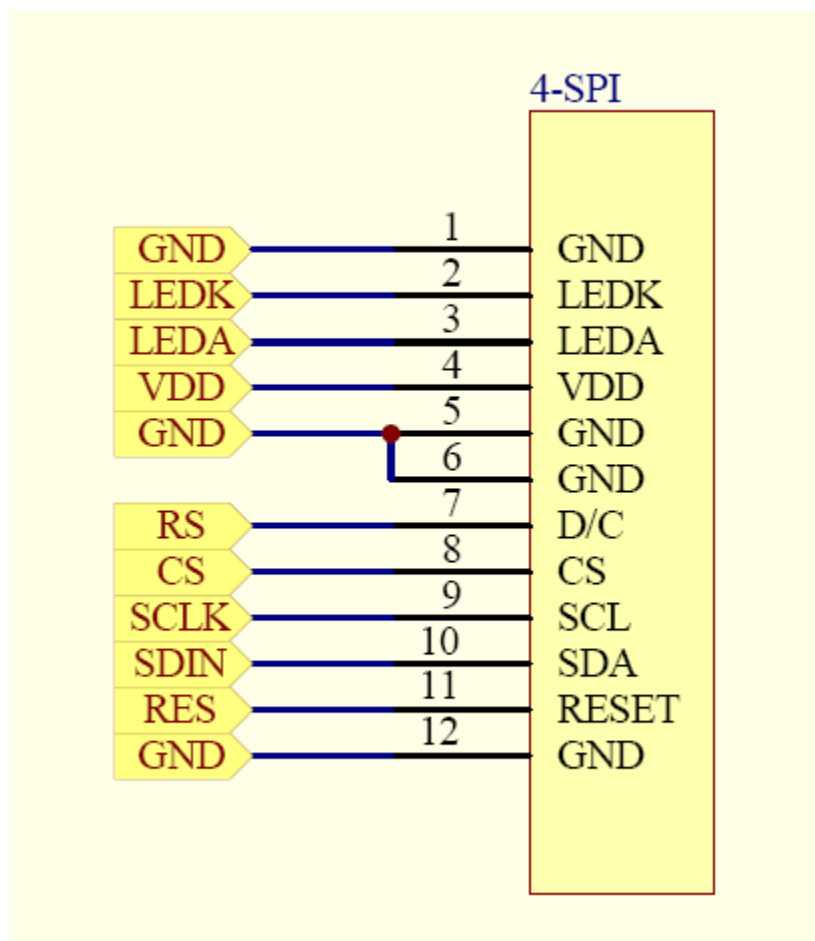 4-SPI
GND 1 GND
LEDK 2 LEDK
LEDA 3 LEDA
VDD 4 VDD
GND 5 GND
6 GND
RS 7 D/C
CS 8 CS
SCLK 9 SCL
SDIN 10 SDA
RES 11 RESET
GND 12 GND